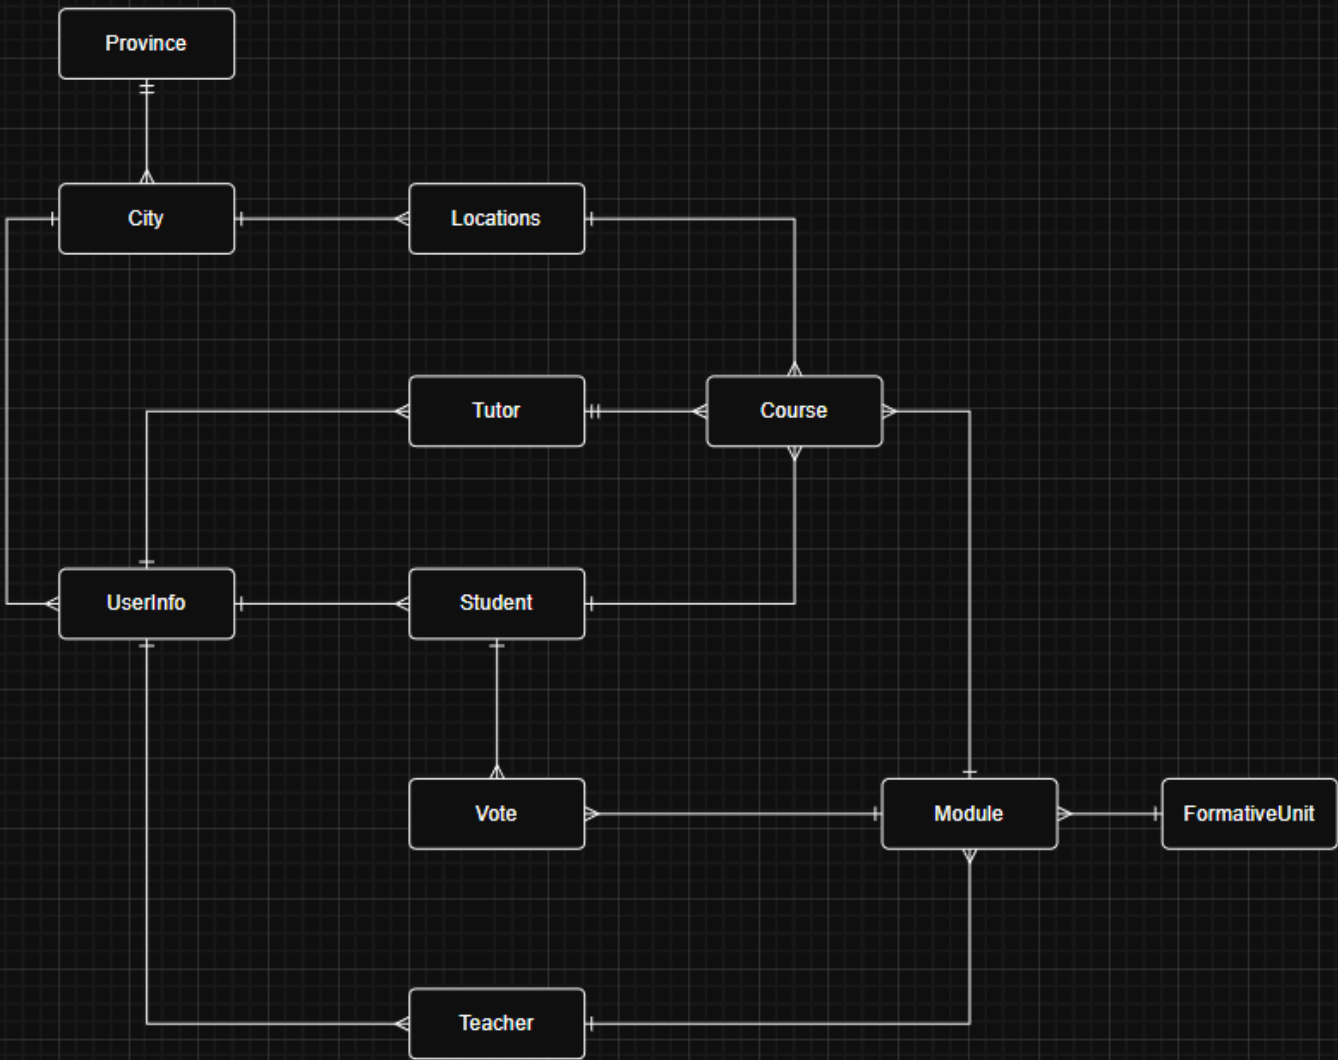 Province
City
Locations
Tutor
Course
UserInfo
Student
Vote
Module
FormativeUnit
Teacher